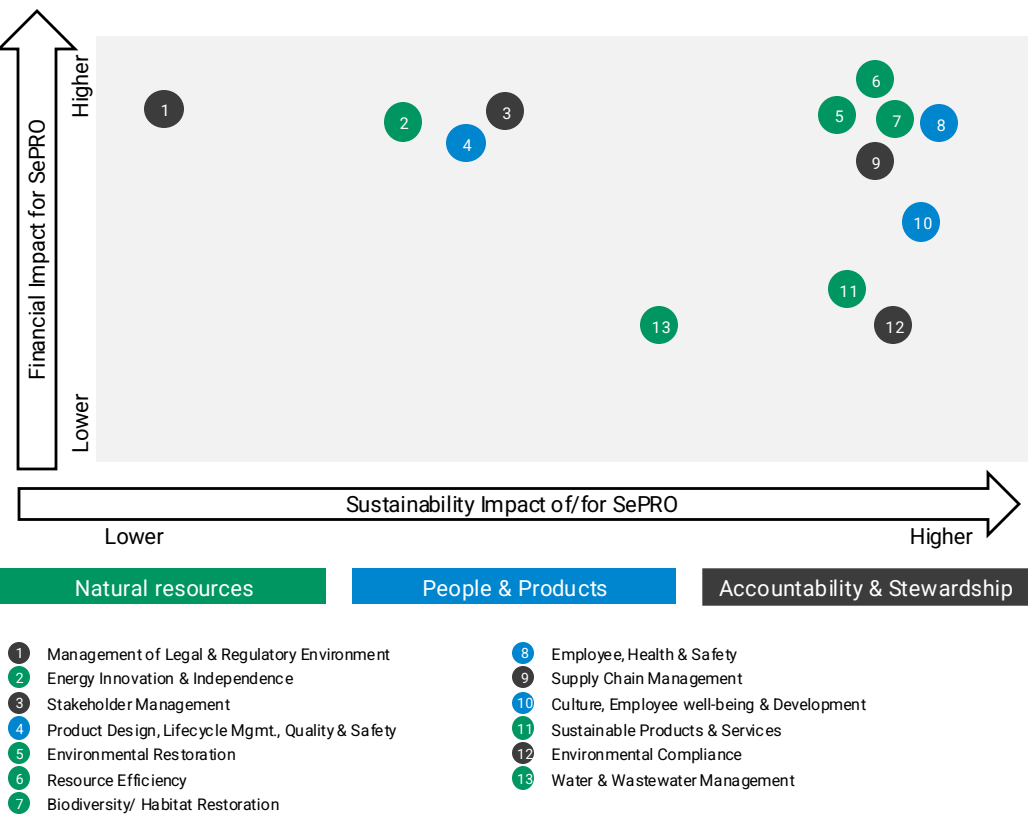 Higher
Financial Impact for SePRO
Lower
1
2
3
4
5
6
7
8
9
10
11
12
13
Sustainability Impact of/for SePRO
Lower
Higher
Natural resources
People & Products
Accountability & Stewardship
1 Management of Legal & Regulatory Environment
2 Energy Innovation & Independence
3 Stakeholder Management
4 Product Design, Lifecycle Mgmt., Quality & Safety
5 Environmental Restoration
6 Resource Efficiency
7 Biodiversity/ Habitat Restoration
8 Employee, Health & Safety
9 Supply Chain Management
10 Culture, Employee well-being & Development
11 Sustainable Products & Services
12 Environmental Compliance
13 Water & Wastewater Management